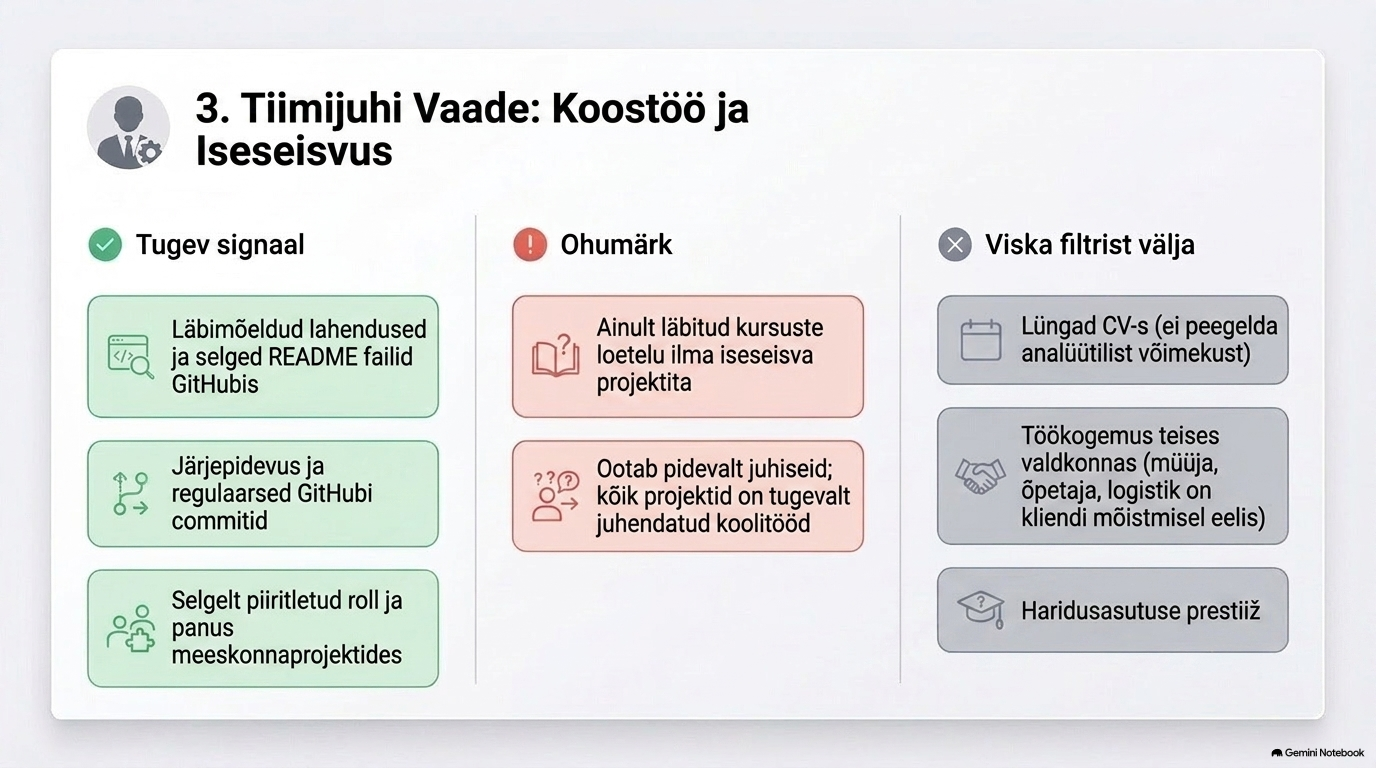 3. Tiimijuhi Vaade: Koostöö ja
Iseseisvus
Tugev signaal
Läbimõeldud lahendused
ja selged README failid
GitHubis
Järjepidevus ja
regulaarsed GitHubi
commitid
Selgelt piiritletud roll ja
panus
meeskonnaprojektides
Ohumärk
Ainult läbitud kursuste
loetelu ilma iseseisva
projektita
Ootab pidevalt juhiseid;
kõik projektid on tugevalt
juhendatud koolitööd
Viska filtrist välja
Lüngad CV-s (ei peegelda
analüütilist võimekust)
Töökogemus teises
valdkonnas (müüja,
õpetaja, logistik on
kliendi mõistmisel eelis)
Haridusasutuse prestiiž
Gemini Notebook